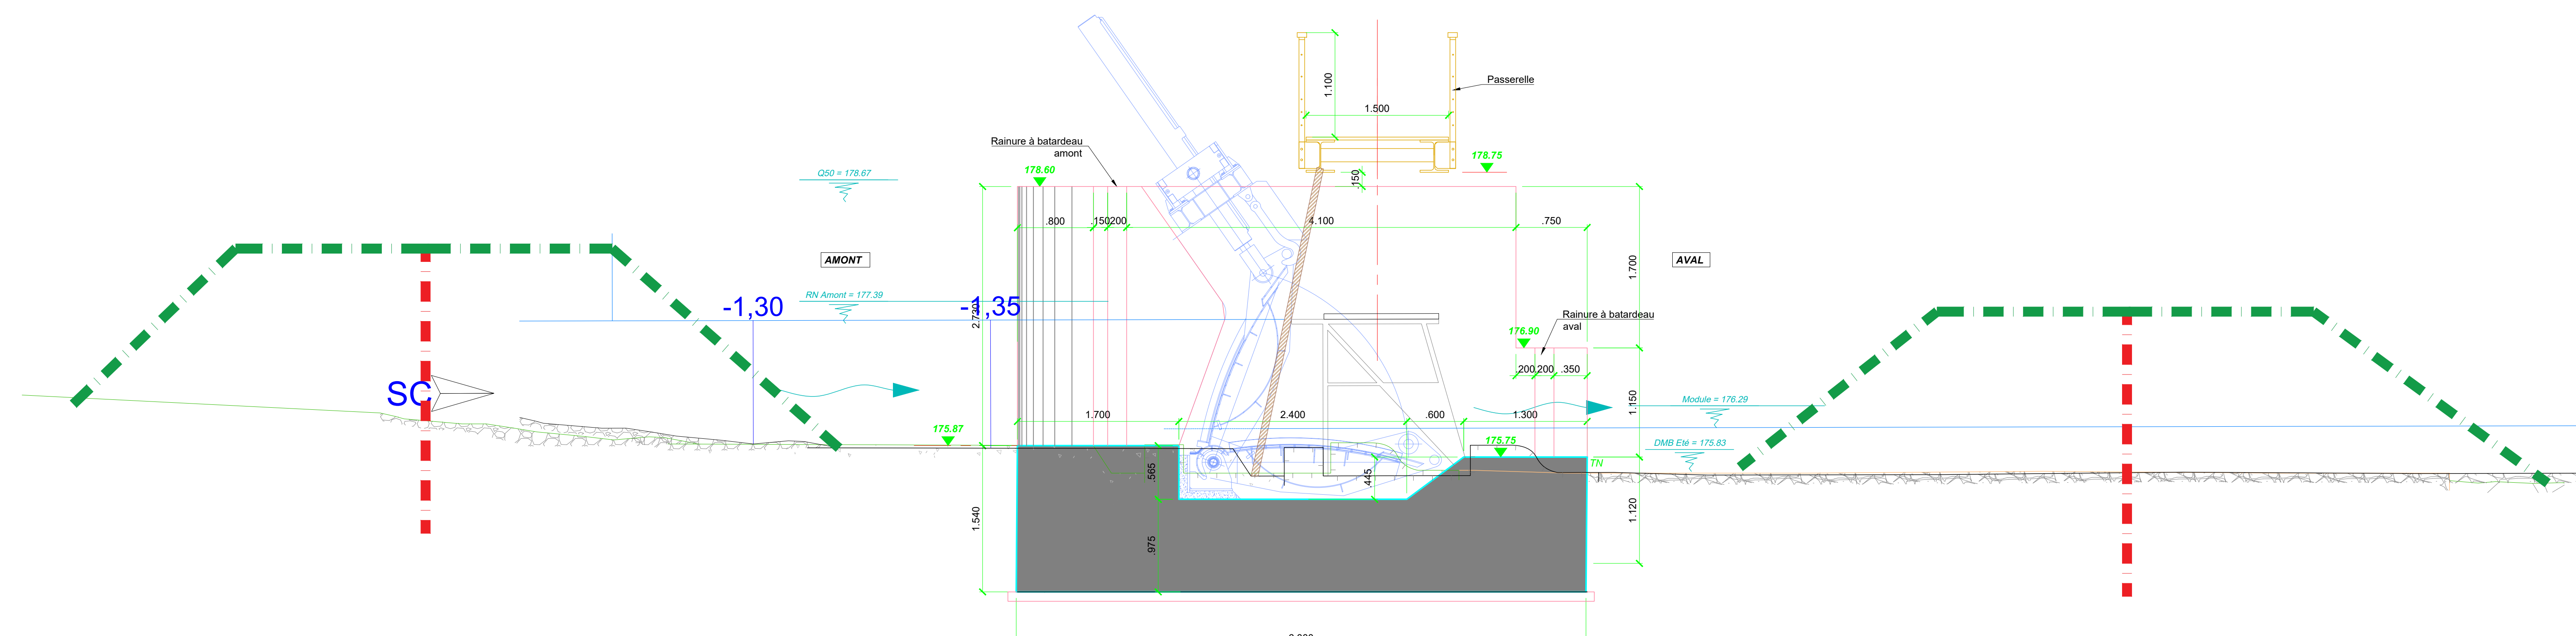 1.100
Passerelle
1.500
Rainure à batardeau
amont
178.75
178.60
Q50 = 178.67
.150
.800
.150
200
4.100
.750
AMONT
AVAL
1.700
RN Amont = 177.39
-1,30
-1,35
2.730
Rainure à batardeau
aval
176.90
.200
.200
.350
SC
1.700
2.400
.600
1.300
1.150
Module = 176.29
175.87
175.75
DMB Eté = 175.83
TN
.565
.445
1.540
.975
1.120